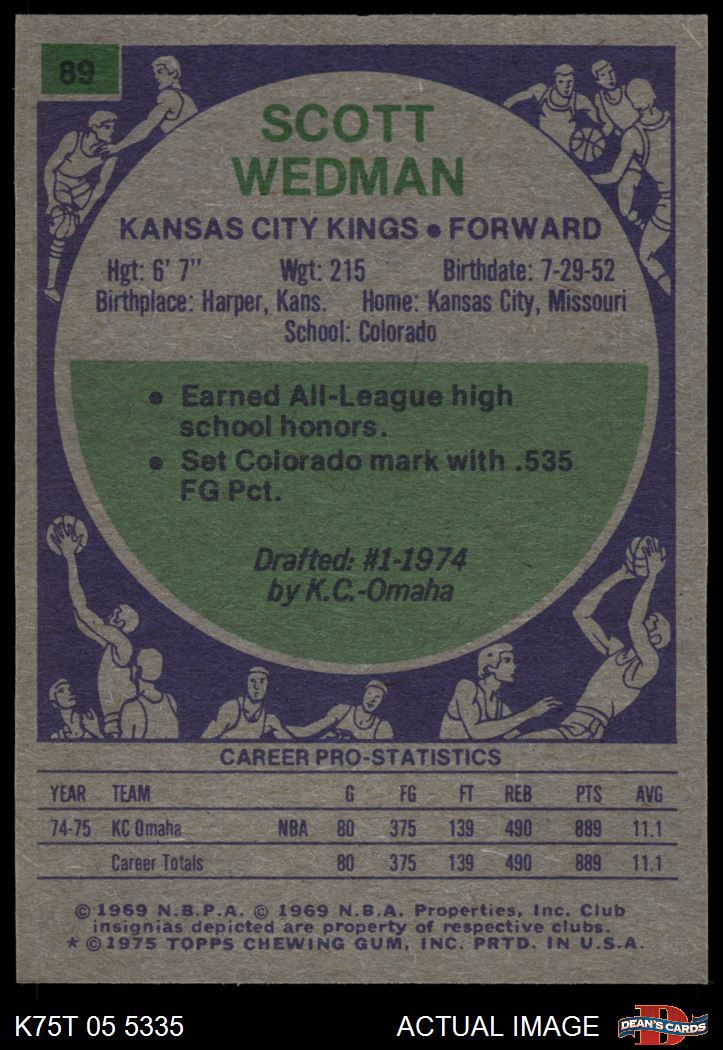 89
SCOTT
WEDMAN
KANSAS CITY KINGS • FORWARD
Hgt: 6' 7" Wgt: 215 Birthdate: 7-29-52
Birthplace: Harper, Kans. Home: Kansas City, Missouri
School: Colorado
• Earned All-League high
school honors.
• Set Colorado mark with .535
FG Pct.
Drafted: #1-1974
by K.C.-Omaha
CAREER PRO-STATISTICS
YEAR TEAM G FG FT REB PTS AVG
74-75 KC Omaha NBA 80 375 139 490 889 11.1
Career Totals 80 375 139 490 889 11.1
© 1969 N.B.P.A. © 1969 N.B.A. Properties, Inc. Club
insignias depicted are property of respective clubs.
* © 1975 TOPPS CHEWING GUM, INC. PRTD. IN U.S.A.
K75T 05 5335 ACTUAL IMAGE D DEAN'S CARDS